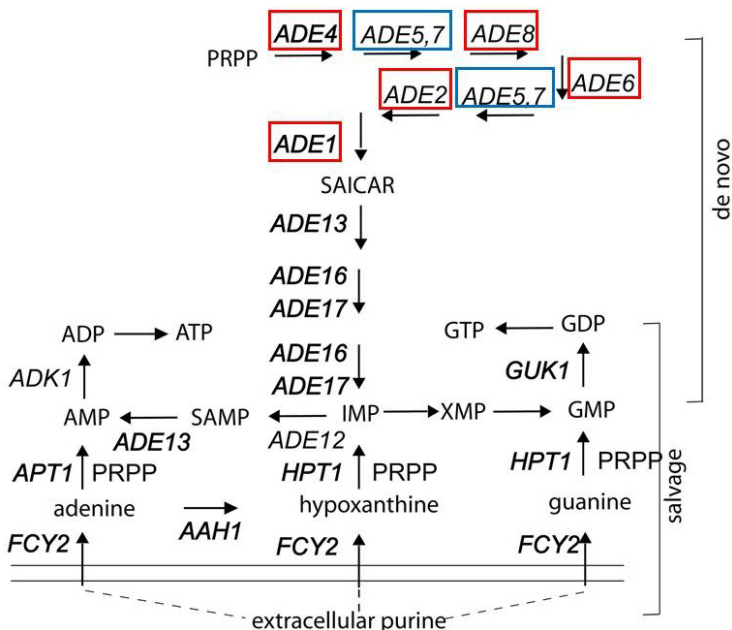 ADE4 ADE5,7 ADE8
PRPP
ADE2 ADE5,7 ADE6
ADE1
SAICAR
ADE13
ADE16
ADE17
ADP ATP GTP GDP
ADE16
ADK1 ADE17 GUK1
AMP SAMP IMP XMP GMP
ADE13 ADE12
APT1 PRPP HPT1 PRPP HPT1 PRPP
adenine hypoxanthine guanine
AAH1
FCY2 FCY2 FCY2
extracellular purine
de novo
salvage